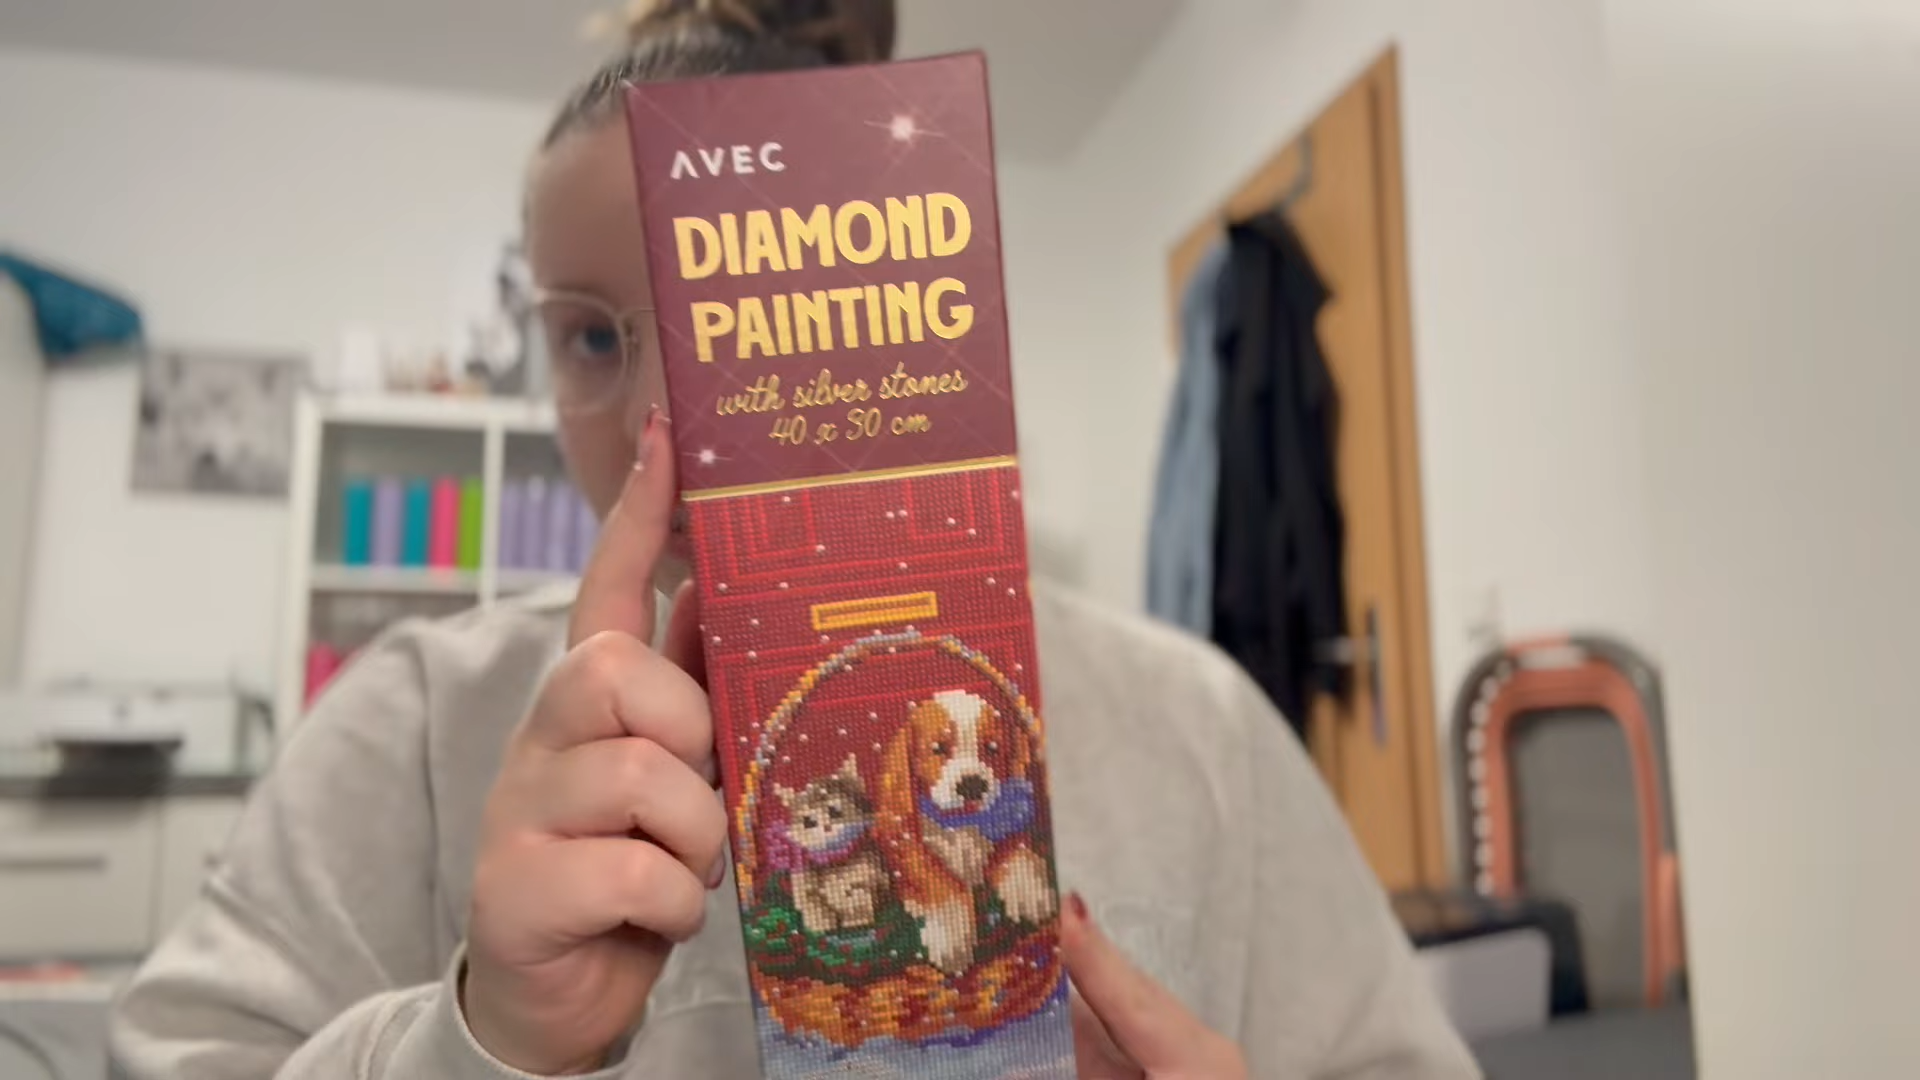 AVEC
DIAMOND
PAINTING
with silver stones
40 x 50 cm